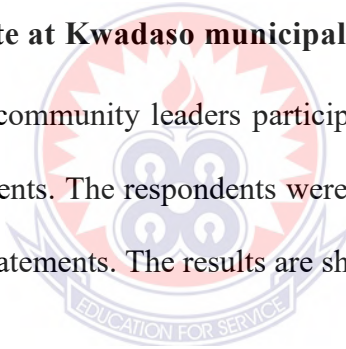 te at Kwadaso municipal
community leaders particip
ents. The respondents were
atements. The results are sh
EDUCATION FOR SERVICE